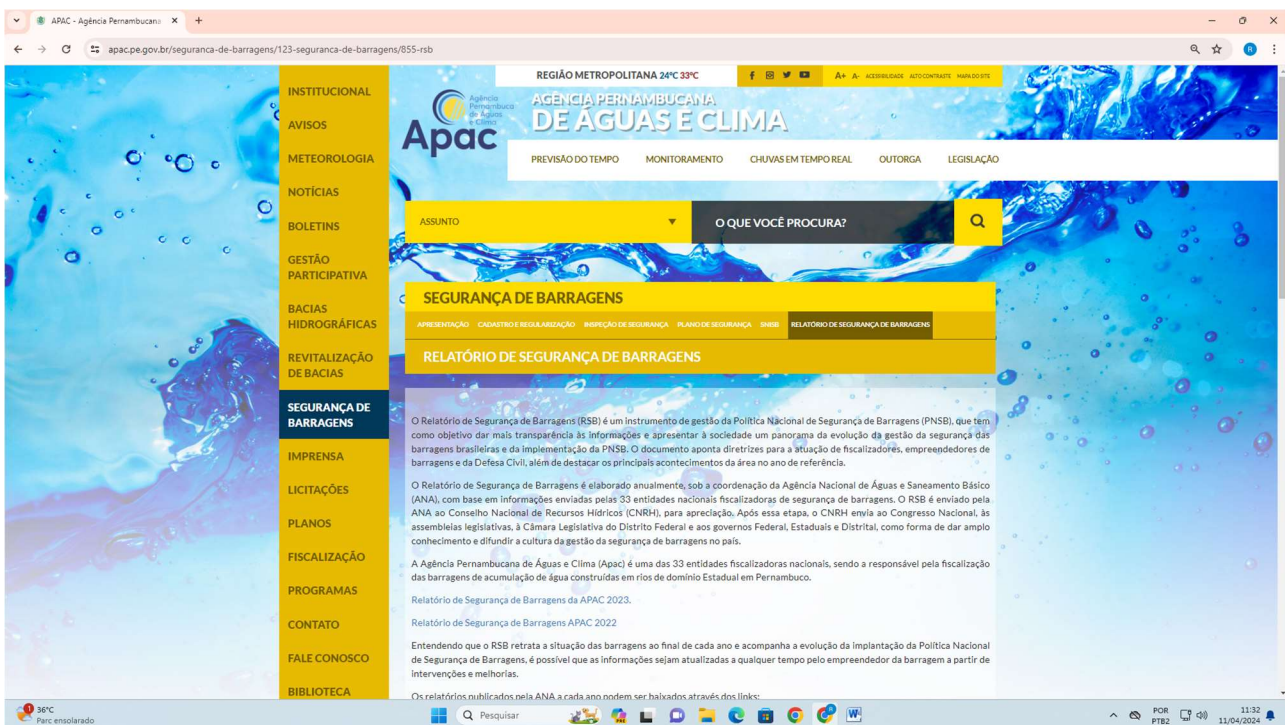 APAC - Agência Pernambucana
apac.pe.gov.br/seguranca-de-barragens/123-seguranca-de-barragens/855-rsb
R
REGIÃO METROPOLITANA 24°C 33°C
A+ A- ACESSIBILIDADE ALTO CONTRASTE MAPA DO SITE
Agência
Pernambucana
de Águas
e Clima
Apac
AGÊNCIA PERNAMBUCANA
DE ÁGUAS E CLIMA
PREVISÃO DO TEMPO MONITORAMENTO CHUVAS EM TEMPO REAL OUTORGA LEGISLAÇÃO
INSTITUCIONAL
AVISOS
METEOROLOGIA
NOTÍCIAS
BOLETINS
GESTÃO
PARTICIPATIVA
BACIAS
HIDROGRÁFICAS
REVITALIZAÇÃO
DE BACIAS
SEGURANÇA DE
BARRAGENS
IMPRENSA
LICITAÇÕES
PLANOS
FISCALIZAÇÃO
PROGRAMAS
CONTATO
FALE CONOSCO
BIBLIOTECA
ASSUNTO
O QUE VOCÊ PROCURA?
SEGURANÇA DE BARRAGENS
APRESENTAÇÃO CADASTRO E REGULARIZAÇÃO INSPEÇÃO DE SEGURANÇA PLANO DE SEGURANÇA SNISB RELATÓRIO DE SEGURANÇA DE BARRAGENS
RELATÓRIO DE SEGURANÇA DE BARRAGENS
O Relatório de Segurança de Barragens (RSB) é um instrumento de gestão da Política Nacional de Segurança de Barragens (PNSB), que tem
como objetivo dar mais transparência às informações e apresentar à sociedade um panorama da evolução da gestão da segurança das
barragens brasileiras e da implementação da PNSB. O documento aponta diretrizes para a atuação de fiscalizadores, empreendedores de
barragens e da Defesa Civil, além de destacar os principais acontecimentos da área no ano de referência.
O Relatório de Segurança de Barragens é elaborado anualmente, sob a coordenação da Agência Nacional de Águas e Saneamento Básico
(ANA), com base em informações enviadas pelas 33 entidades nacionais fiscalizadoras de segurança de barragens. O RSB é enviado pela
ANA ao Conselho Nacional de Recursos Hídricos (CNRH), para apreciação. Após essa etapa, o CNRH envia ao Congresso Nacional, às
assembleias legislativas, à Câmara Legislativa do Distrito Federal e aos governos Federal, Estaduais e Distrital, como forma de dar amplo
conhecimento e difundir a cultura da gestão da segurança de barragens no país.
A Agência Pernambucana de Águas e Clima (Apac) é uma das 33 entidades fiscalizadoras nacionais, sendo a responsável pela fiscalização
das barragens de acumulação de água construídas em rios de domínio Estadual em Pernambuco.
Relatório de Segurança de Barragens da APAC 2023.
Relatório de Segurança de Barragens APAC 2022
Entendendo que o RSB retrata a situação das barragens ao final de cada ano e acompanha a evolução da implantação da Política Nacional
de Segurança de Barragens, é possível que as informações sejam atualizadas a qualquer tempo pelo empreendedor da barragem a partir de
intervenções e melhorias.
Os relatórios publicados pela ANA a cada ano podem ser baixados através dos links:
1
36°C
Parc ensolarado
Pesquisar
POR
PTB2
11:32
11/04/2024